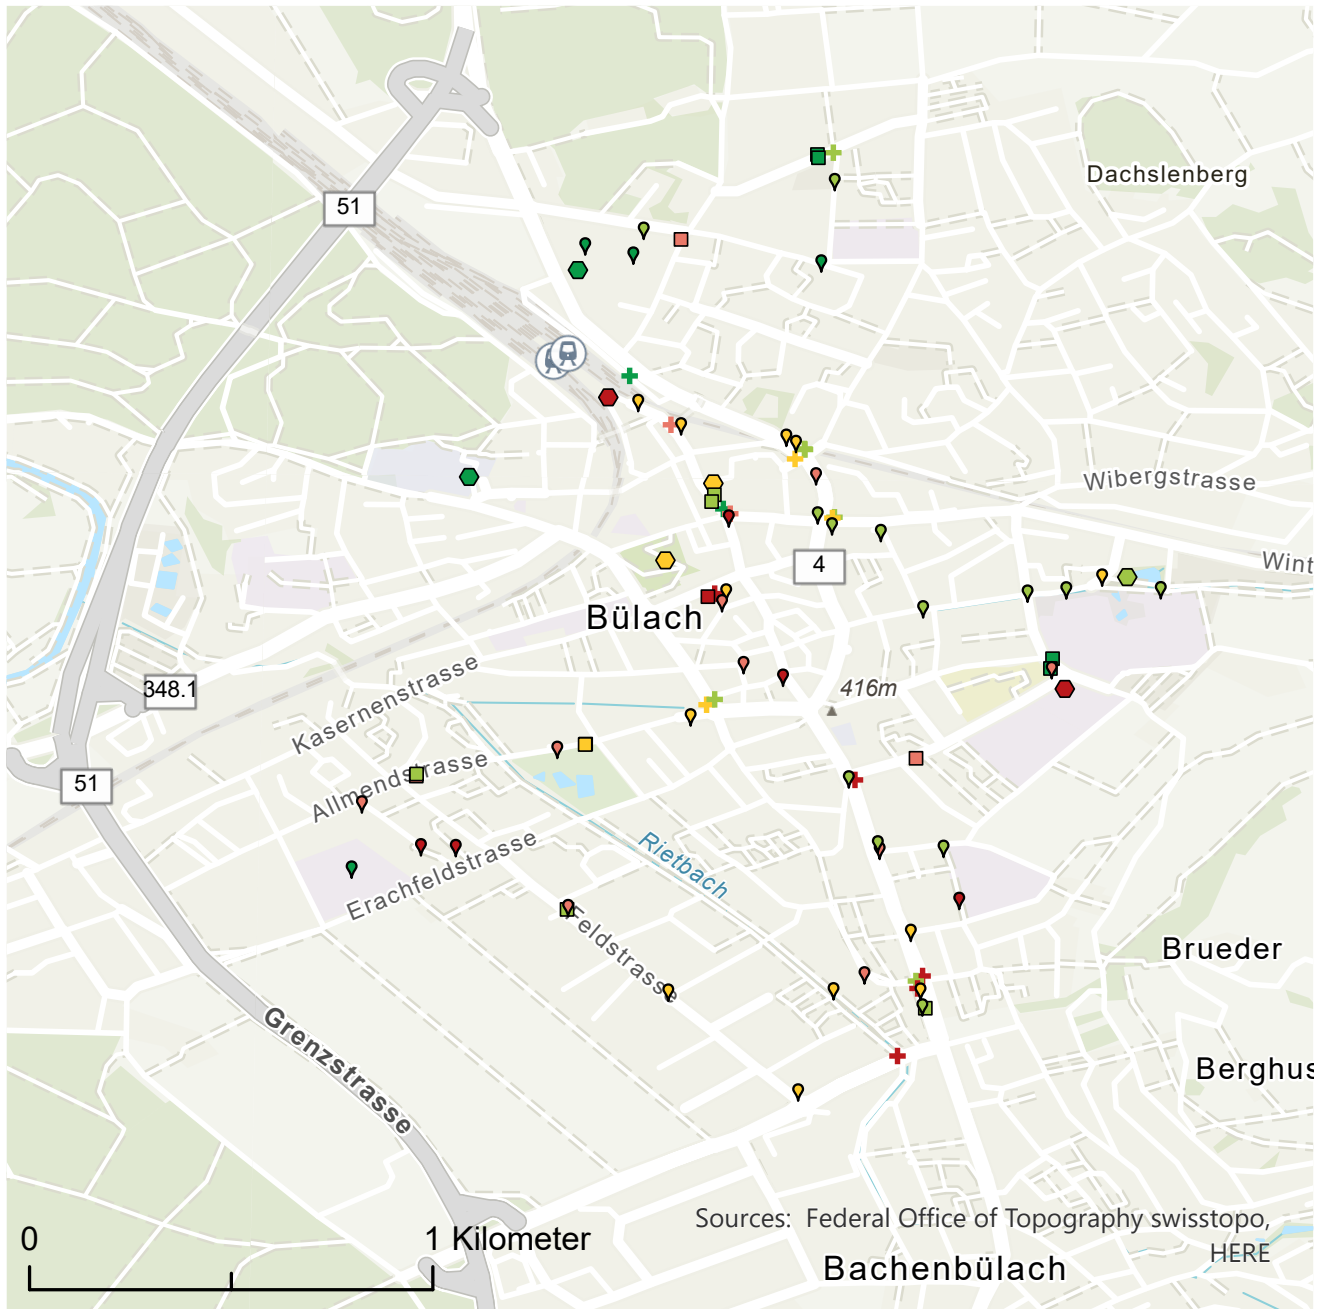 Dachslenberg
51
Wibergstrasse
Wint
4
Bülach
416m
348.1
Kasernenstrasse
51
Allmendstrasse
Rietbach
Erachfeldstrasse
Feldstrasse
Brueder
Grenzstrasse
Berghus
Sources: Federal Office of Topography swisstopo,
HERE
0 1 Kilometer
Bachenbülach